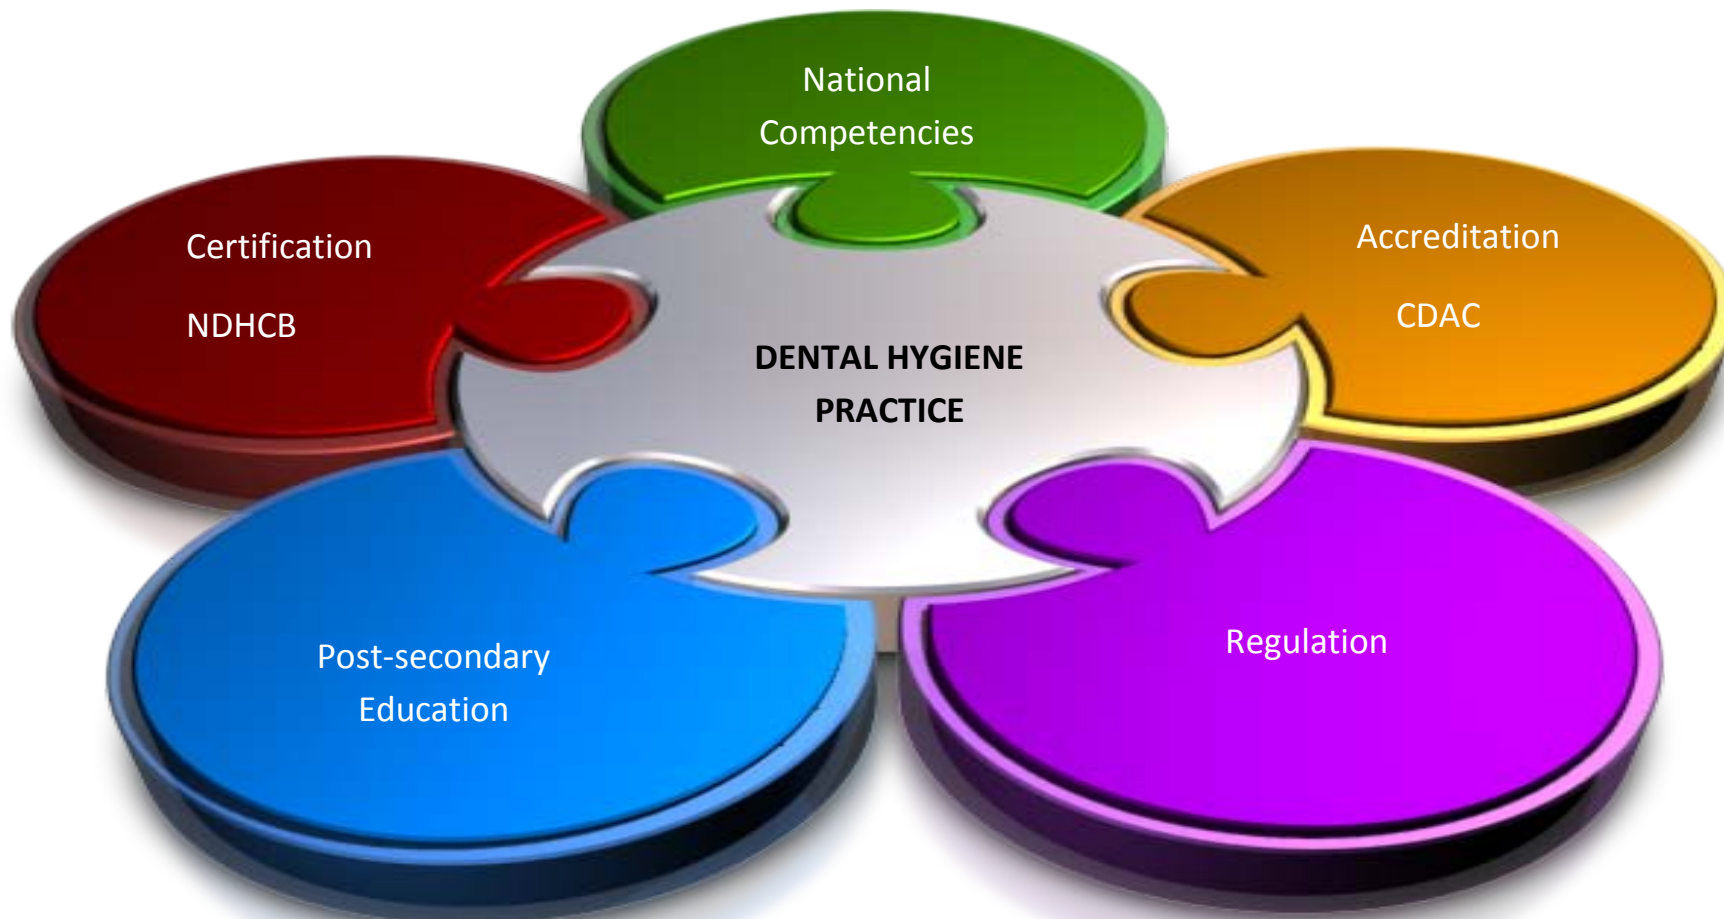 National
Competencies
Certification
NDHCB
Accreditation
CDAC
DENTAL HYGIENE
PRACTICE
Post-secondary
Education
Regulation